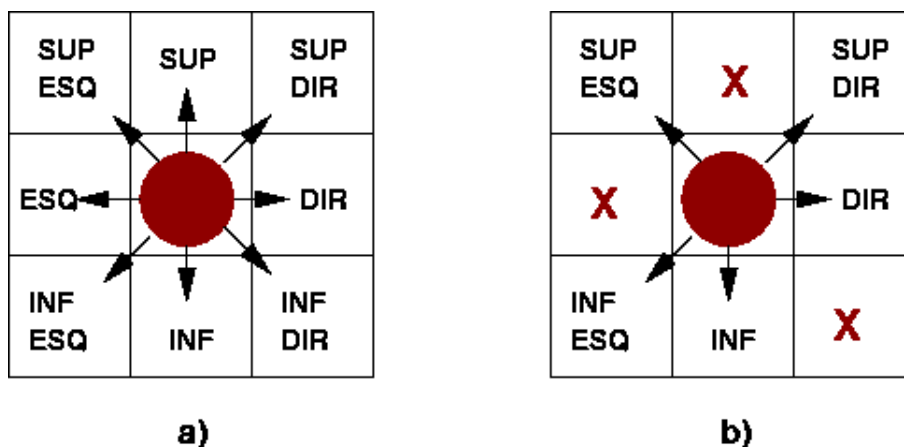 SUP
ESQ
SUP
SUP
DIR
ESQ
DIR
INF
ESQ
INF
INF
DIR
a)
SUP
ESQ
X
SUP
DIR
X
DIR
INF
ESQ
INF
X
b)